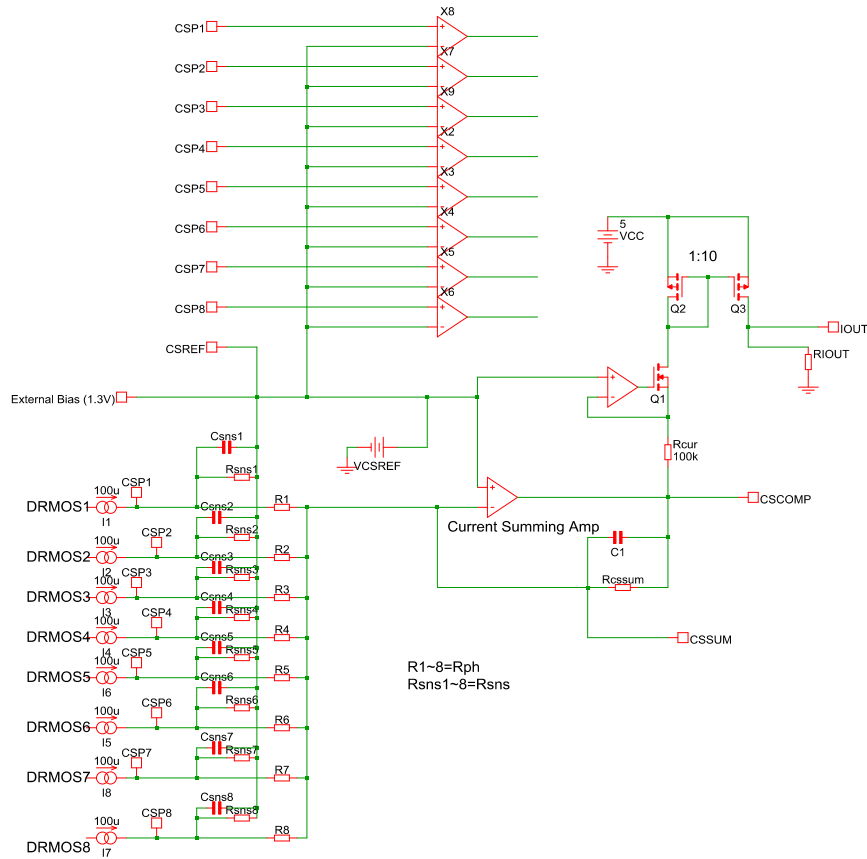 X8
CSP1
X7
CSP2
X9
CSP3
X2
CSP4
X3
CSP5
X4
CSP6
5
VCC
X5
1:10
CSP7
X6
CSP8
Q2
Q3
IOUT
CSREF
RIOUT
External Bias (1.3V)
Q1
Csns1
Rcur
100k
VCSREF
Rsns1
CSP1
100u
R1
DRMOS1
I1
Csns2
CSCOMP
Current Summing Amp
CSP2
100u
Rsns2
R2
C1
DRMOS2
I2
Csns3
CSP3
100u
Rsns3
Rcssum
R3
DRMOS3
I3
Csns4
CSP4
100u
Rsns4
R4
DRMOS4
I4
Csns5
CSSUM
CSP5
100u
Rsns5
R5
DRMOS5
I6
Csns6
R1~8=Rph
Rsns1~8=Rsns
CSP6
100u
Rsns6
R6
DRMOS6
I5
Csns7
CSP7
100u
Rsns7
R7
DRMOS7
I8
Csns8
CSP8
100u
Rsns8
R8
DRMOS8
I7